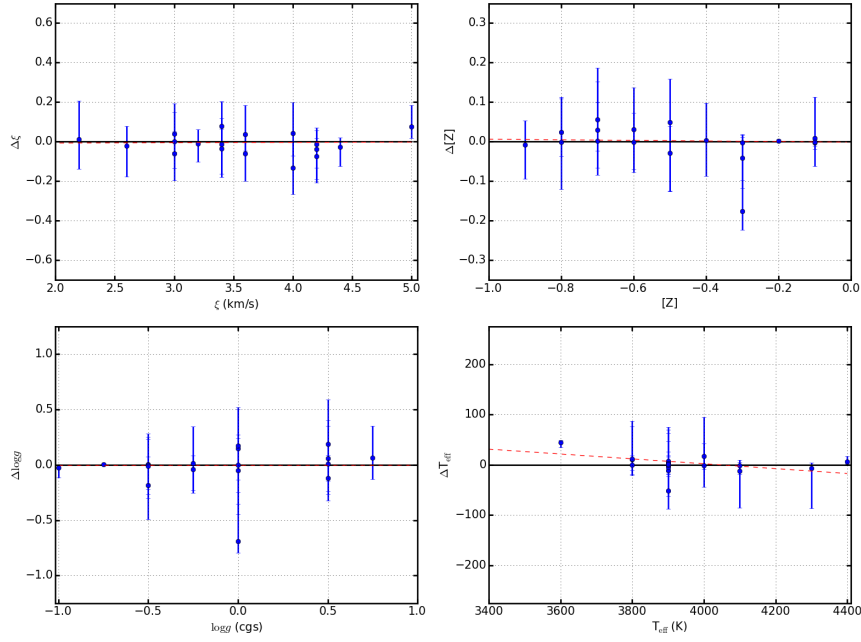 0.6
0.4
0.2
0.0
−0.2
−0.4
−0.6
Δξ
2.0 2.5 3.0 3.5 4.0 4.5 5.0
ξ (km/s)
0.3
0.2
0.1
0.0
−0.1
−0.2
−0.3
Δ[Z]
−1.0 −0.8 −0.6 −0.4 −0.2 0.0
[Z]
1.0
0.5
0.0
−0.5
−1.0
Δlogg
−1.0 −0.5 0.0 0.5 1.0
logg (cgs)
200
100
0
−100
−200
ΔT_eff
3400 3600 3800 4000 4200 4400
T_eff (K)